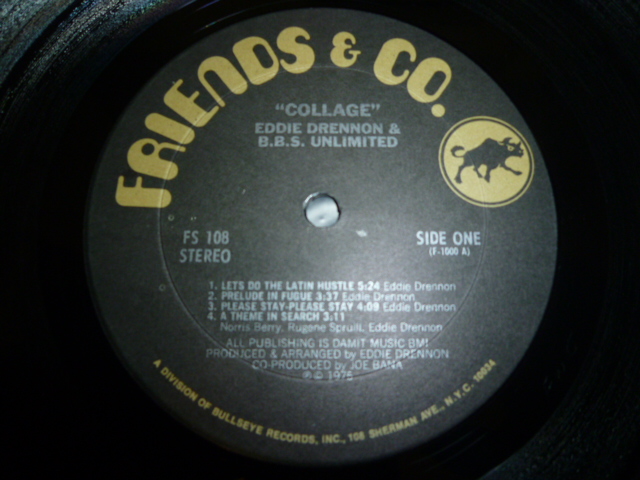 FRIENDS & CO.
"COLLAGE"
EDDIE DRENNON &
B.B.S. UNLIMITED
FS 108
STEREO
SIDE ONE
(F-1000 A)
1. LETS DO THE LATIN HUSTLE 5:24 Eddie Drennon
2. PRELUDE IN FUGUE 3:37 Eddie Drennon
3. PLEASE STAY-PLEASE STAY 4:09 Eddie Drennon
4. A THEME IN SEARCH 3:11
Norris Berry, Rugene Spruill, Eddie Drennon
ALL PUBLISHING IS DAMIT MUSIC BMI
PRODUCED & ARRANGED by EDDIE DRENNON
CO-PRODUCED by JOE BANA
℗ © 1975
A DIVISION OF BULLSEYE RECORDS, INC., 108 SHERMAN AVE., N.Y.C. 10034